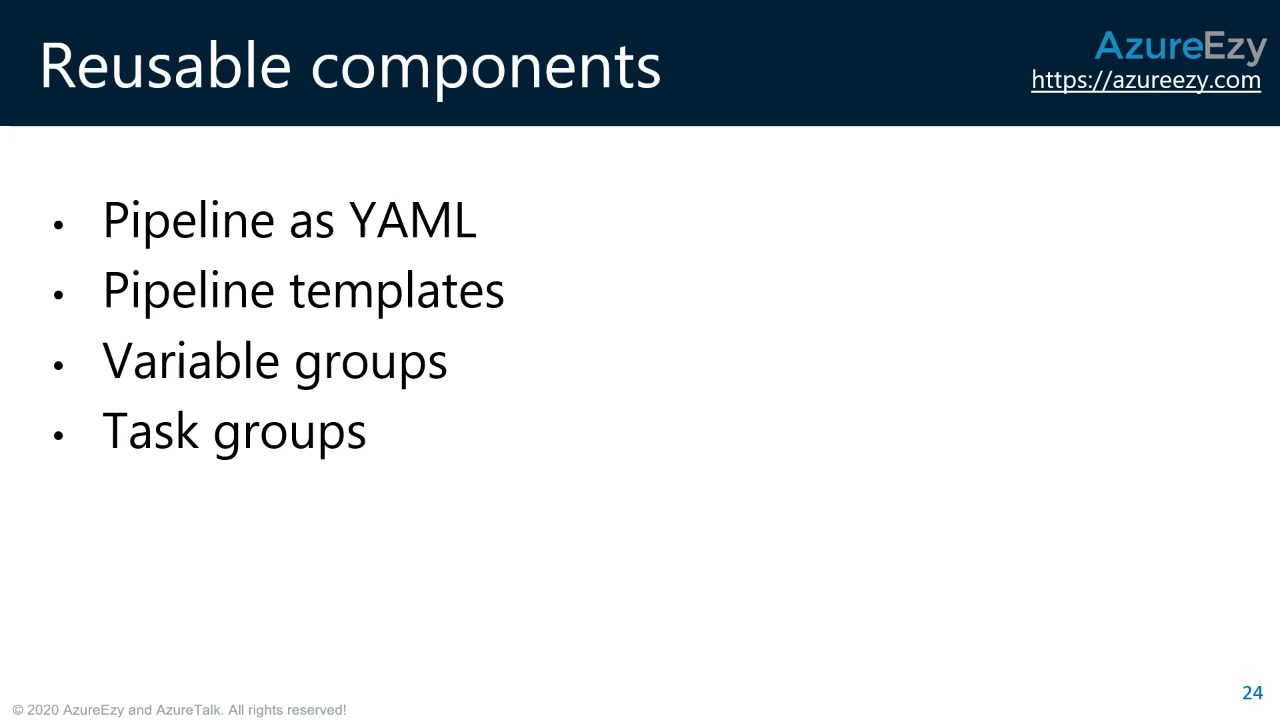 Reusable components
AzureEzy
https://azureezy.com
• Pipeline as YAML
• Pipeline templates
• Variable groups
• Task groups
24
© 2020 AzureEzy and AzureTalk. All rights reserved!